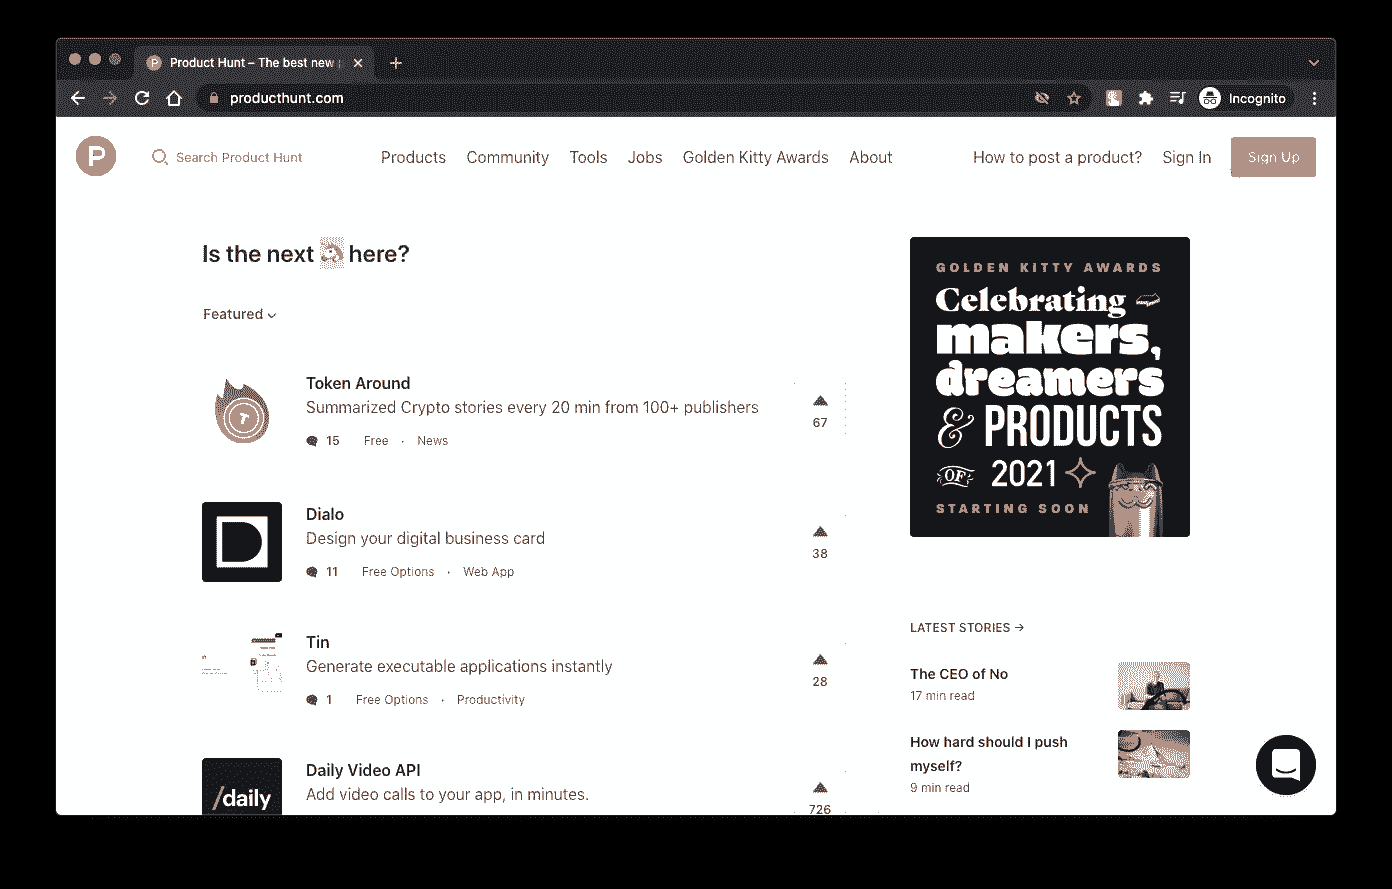 Product Hunt – The best new
producthunt.com
Incognito
P
Search Product Hunt
Products
Community
Tools
Jobs
Golden Kitty Awards
About
How to post a product?
Sign In
Sign Up
Is the next here?
Featured
Token Around
Summarized Crypto stories every 20 min from 100+ publishers
15 Free · News
67
D
Dialo
Design your digital business card
11 Free Options · Web App
38
Tin
Generate executable applications instantly
1 Free Options · Productivity
28
/daily
Daily Video API
Add video calls to your app, in minutes.
726
GOLDEN KITTY AWARDS
Celebrating
makers,
dreamers
& PRODUCTS
OF 2021
STARTING SOON
LATEST STORIES →
The CEO of No
17 min read
How hard should I push
myself?
9 min read